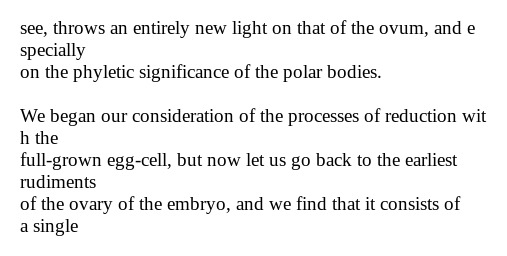 see, throws an entirely new light on that of the ovum, and e
specially
on the phyletic significance of the polar bodies.

We began our consideration of the processes of reduction wit
h the
full-grown egg-cell, but now let us go back to the earliest
rudiments
of the ovary of the embryo, and we find that it consists of
a single